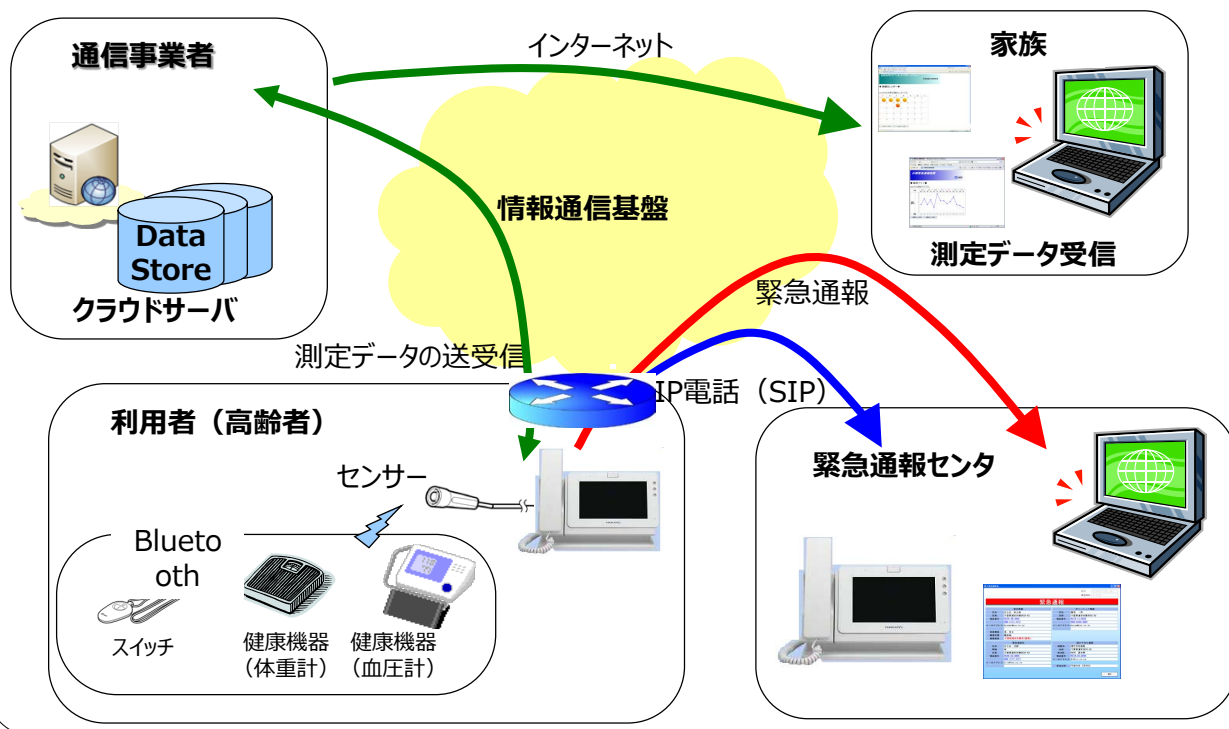 通信事業者
Data
Store
クラウドサーバ
インターネット
情報通信基盤
家族
測定データ受信
緊急通報
測定データの送受信
IP電話（SIP）
利用者（高齢者）
センサー
Blueto
oth
スイッチ
健康機器
（体重計）
健康機器
（血圧計）
緊急通報センタ
緊急通報